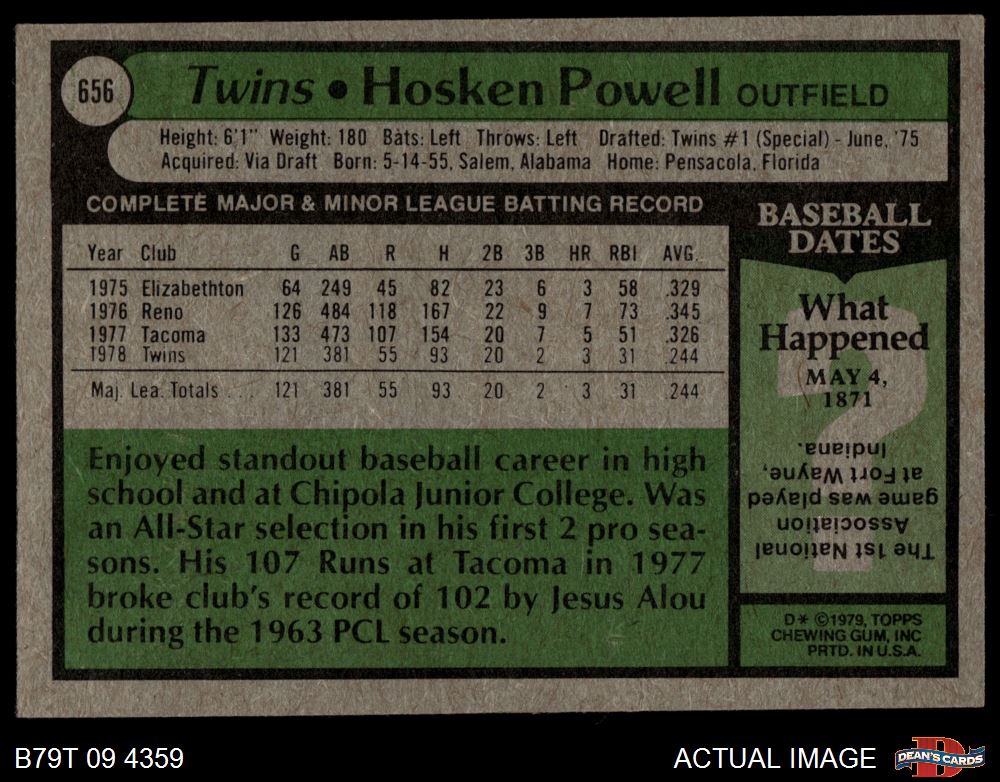 656
Twins • Hosken Powell OUTFIELD
Height: 6'1" Weight: 180 Bats: Left Throws: Left Drafted: Twins #1 (Special) - June, '75
Acquired: Via Draft Born: 5-14-55, Salem, Alabama Home: Pensacola, Florida
COMPLETE MAJOR & MINOR LEAGUE BATTING RECORD
Year Club G AB R H 2B 3B HR RBI AVG.
1975 Elizabethton 64 249 45 82 23 6 3 58 .329
1976 Reno 126 484 118 167 22 9 7 73 .345
1977 Tacoma 133 473 107 154 20 7 5 51 .326
1978 Twins 121 381 55 93 20 2 3 31 .244
Maj. Lea. Totals . . . 121 381 55 93 20 2 3 31 .244
Enjoyed standout baseball career in high
school and at Chipola Junior College. Was
an All-Star selection in his first 2 pro sea-
sons. His 107 Runs at Tacoma in 1977
broke club's record of 102 by Jesus Alou
during the 1963 PCL season.
BASEBALL
DATES
What
Happened
MAY 4,
1871
?
The 1st National
Association
game was played
at Fort Wayne,
Indiana.
D* ©1979, TOPPS
CHEWING GUM, INC
PRTD. IN U.S.A.
B79T 09 4359
ACTUAL IMAGE
D
DEAN'S CARDS